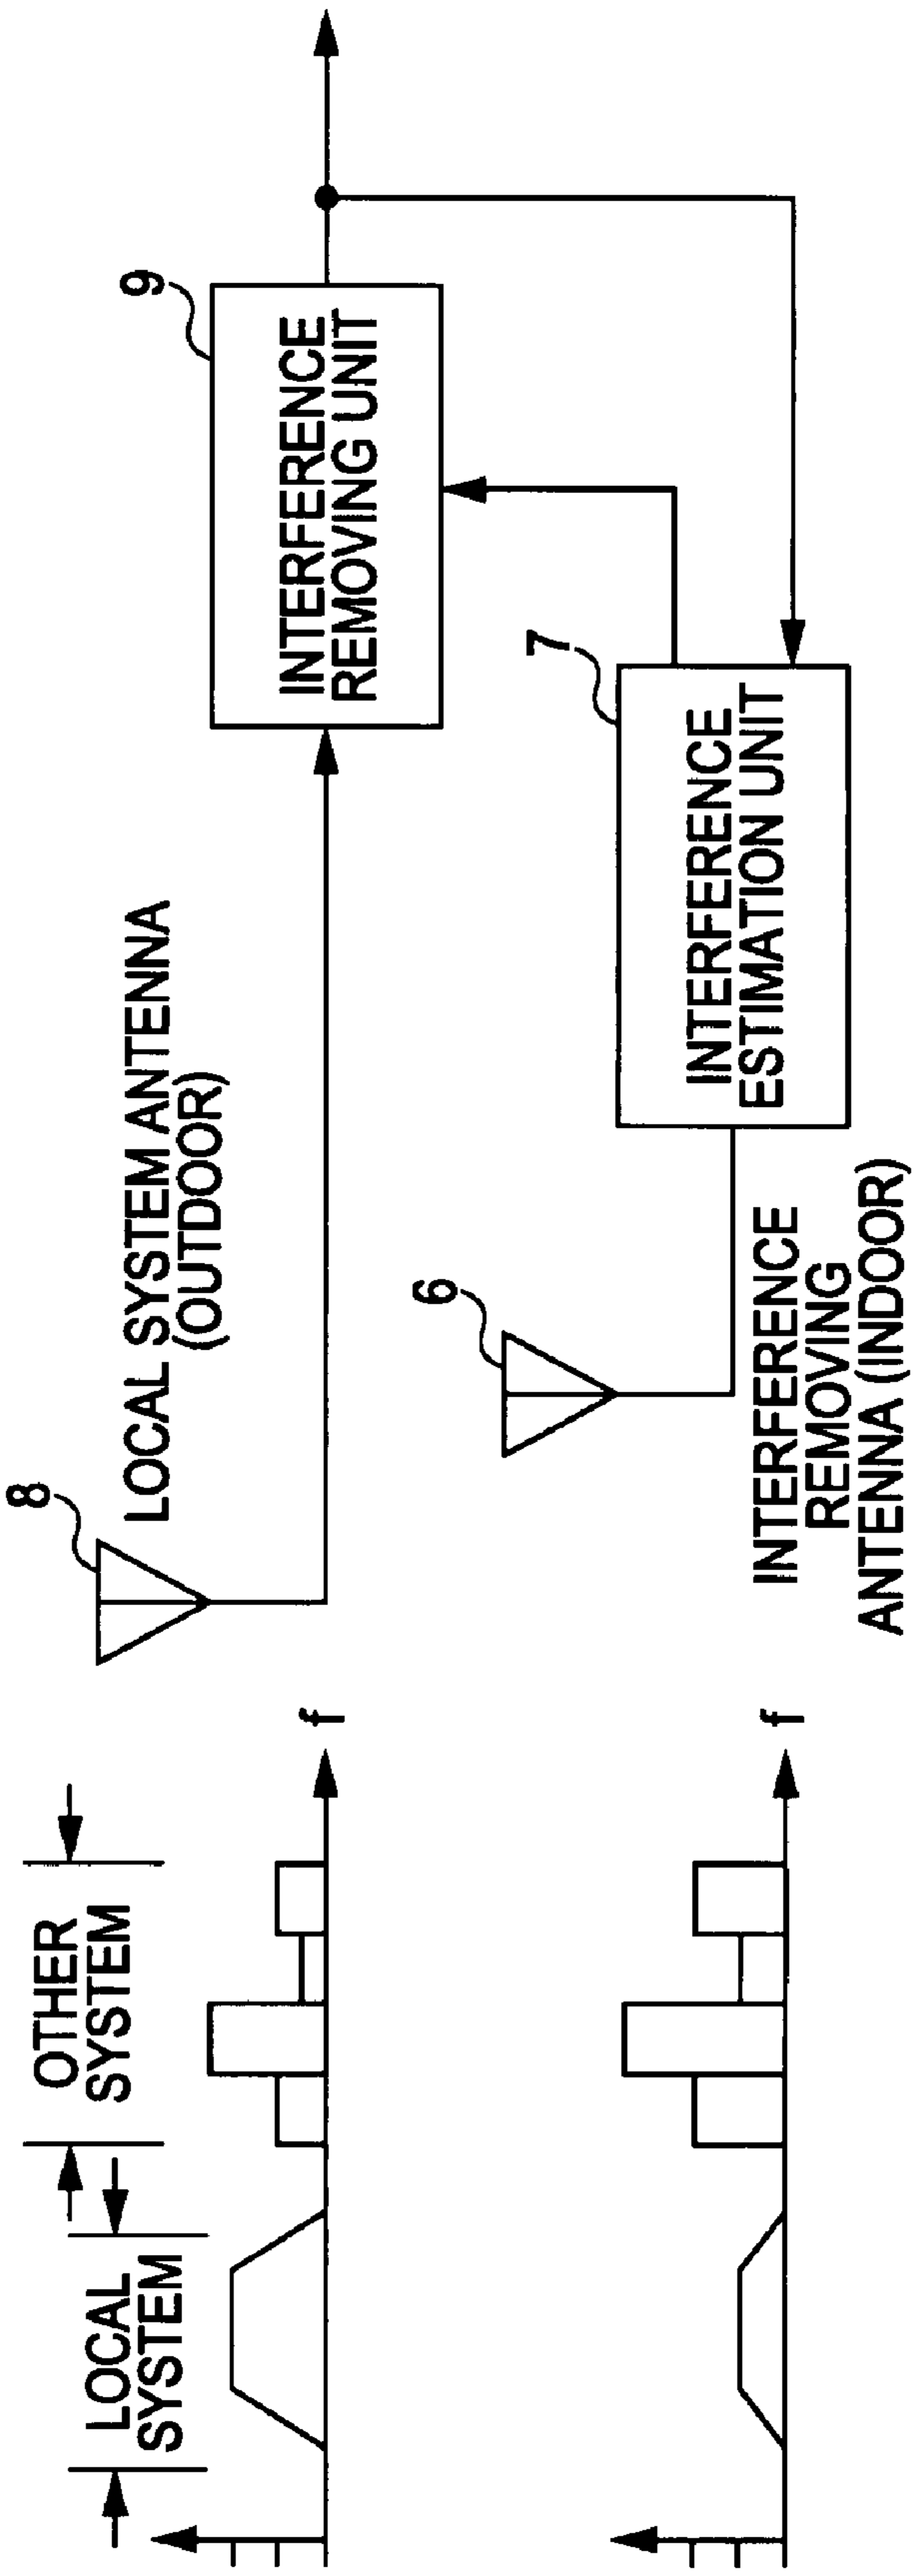 LOCAL
SYSTEM
OTHER
SYSTEM
f
8
LOCAL SYSTEM ANTENNA
(OUTDOOR)
9
INTERFERENCE
REMOVING UNIT
f
6
INTERFERENCE
REMOVING
ANTENNA (INDOOR)
7
INTERFERENCE
ESTIMATION UNIT